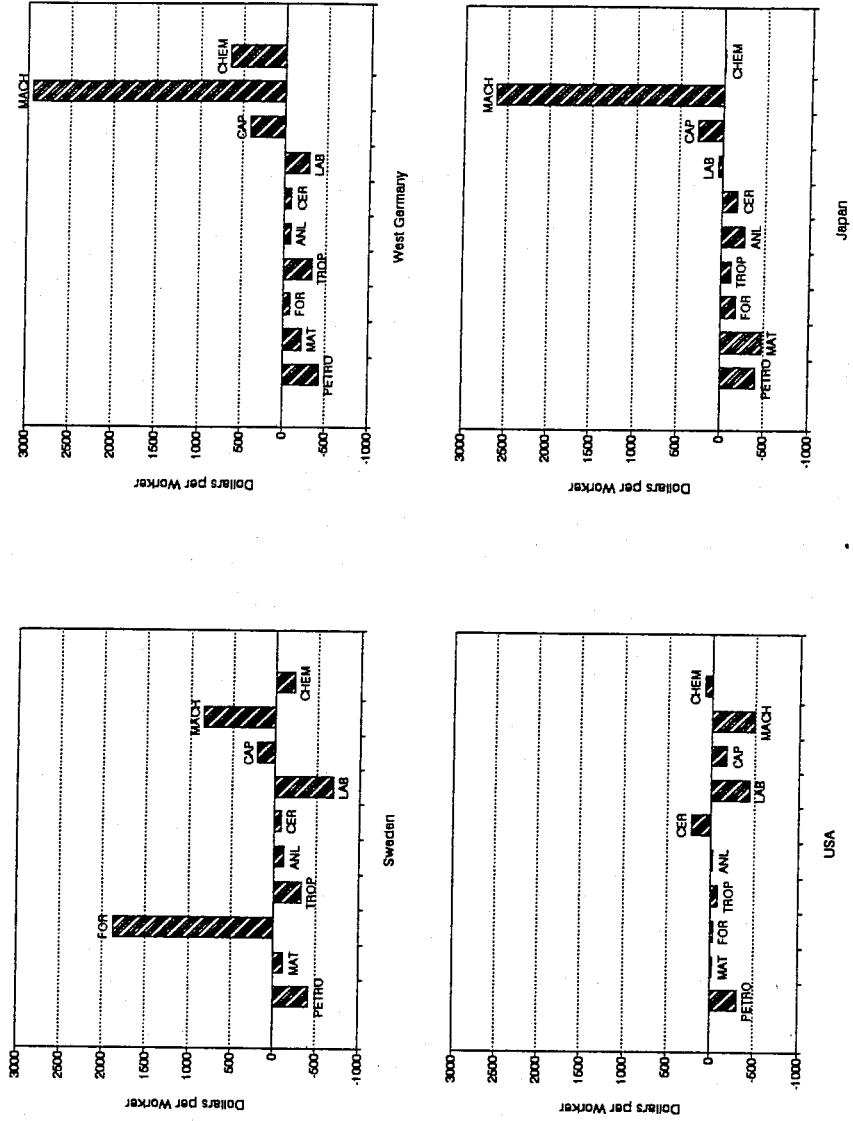 3000
2500
2000
1500
1000
500
0
-500
-1000
Dollars per Worker
PETRO
MAT
FOR
TROP
ANL
CER
LAB
CAP
MACH
CHEM
Sweden
3000
2500
2000
1500
1000
500
0
-500
-1000
Dollars per Worker
PETRO
MAT
FOR
TROP
ANL
CER
LAB
CAP
MACH
CHEM
West Germany
3000
2500
2000
1500
1000
500
0
-500
-1000
Dollars per Worker
PETRO
MAT
FOR
TROP
ANL
CER
LAB
CAP
MACH
CHEM
USA
3000
2500
2000
1500
1000
500
0
-500
-1000
Dollars per Worker
PETRO
MAT
FOR
TROP
ANL
CER
LAB
CAP
MACH
CHEM
Japan